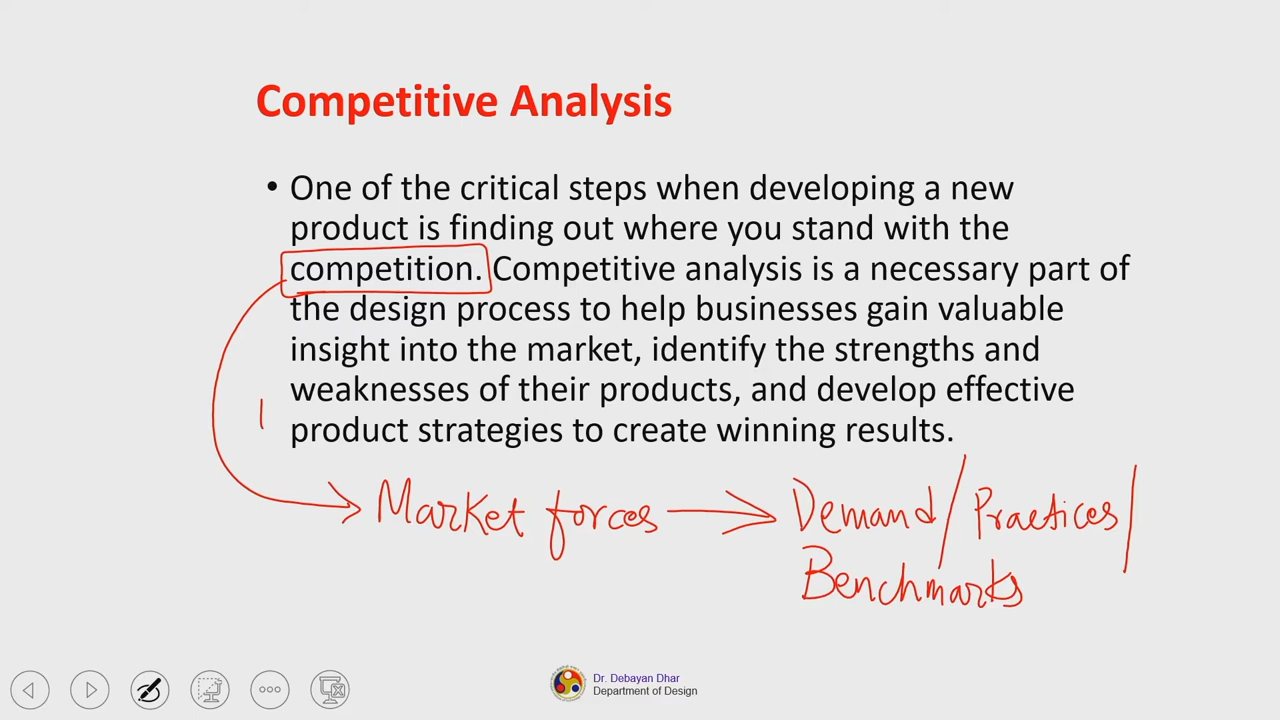 Competitive Analysis
• One of the critical steps when developing a new
product is finding out where you stand with the
competition. Competitive analysis is a necessary part of
the design process to help businesses gain valuable
insight into the market, identify the strengths and
weaknesses of their products, and develop effective
product strategies to create winning results.
Market forces → Demand / Practices /
Benchmarks
Dr. Debayan Dhar
Department of Design